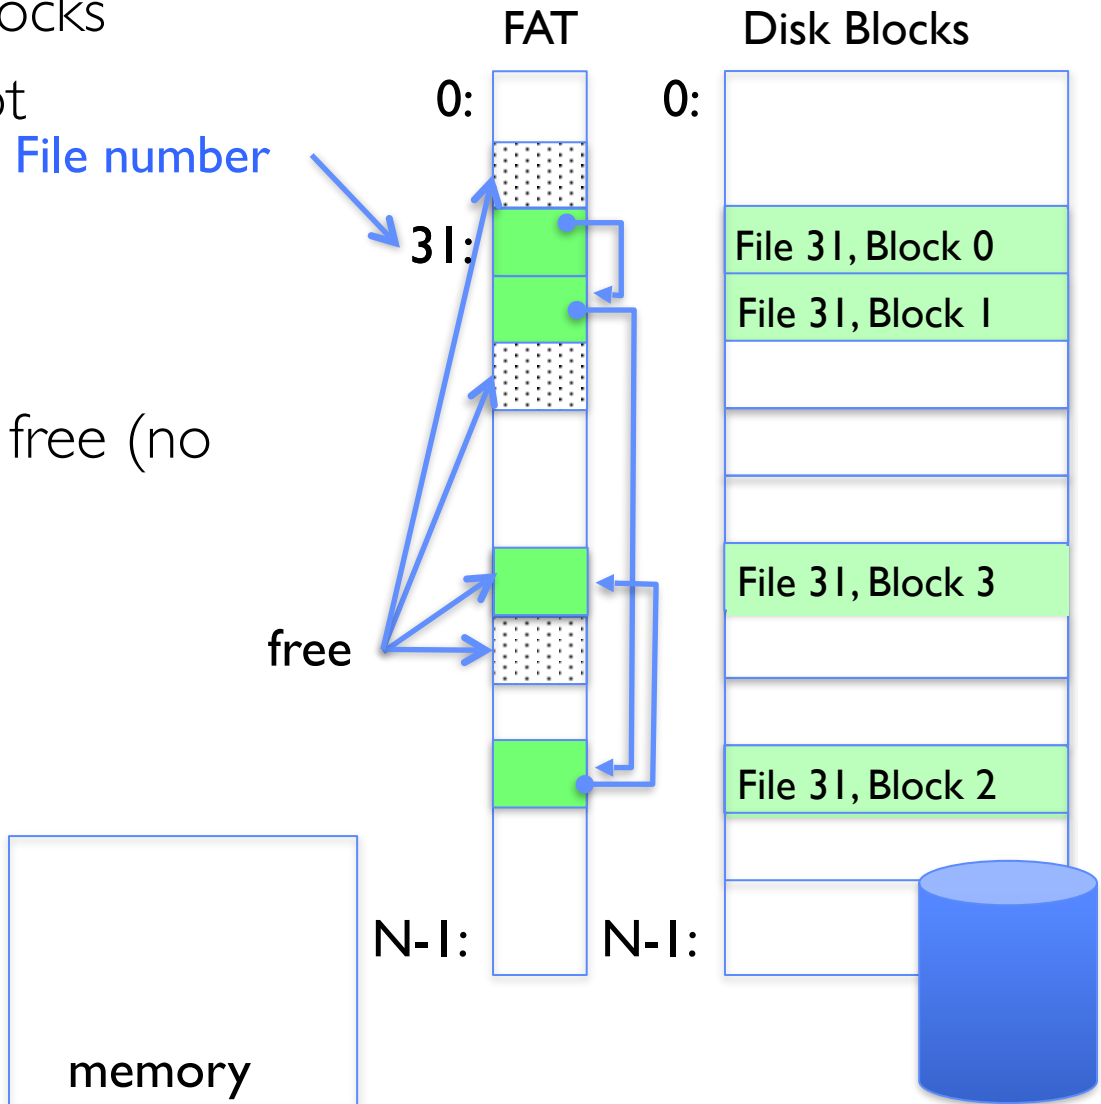 ocks
FAT
Disk Blocks
ot
0:
0:
File number
31:
File 31, Block 0
File 31, Block 1
free (no
File 31, Block 3
free
File 31, Block 2
N-1:
N-1:
memory